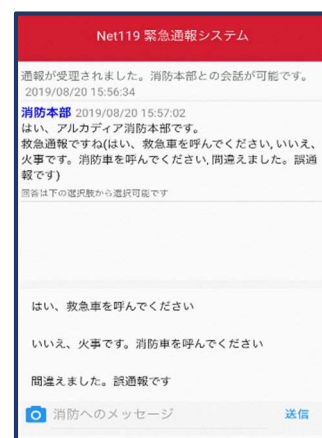 Net119 緊急通報システム
通報が受理されました。消防本部との会話が可能です。
2019/08/20 15:56:34
消防本部 2019/08/20 15:57:02
はい、アルカディア消防本部です。
救急通報ですね(はい、救急車を呼んでください, いいえ、
火事です。消防車を呼んでください, 間違えました。誤通
報です)
回答は下の選択肢から選択可能です
はい、救急車を呼んでください
いいえ、火事です。消防車を呼んでください
間違えました。誤通報です
消防へのメッセージ
送信